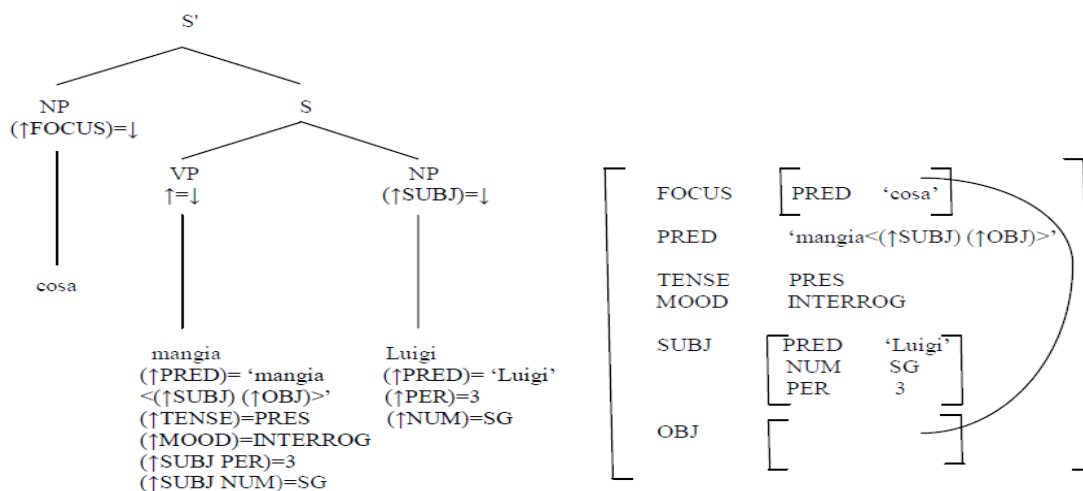 S'
NP
(↑FOCUS)=↓
S
VP
↑=↓
NP
(↑SUBJ)=↓
cosa
mangia
(↑PRED)= ‘mangia
<(↑SUBJ) (↑OBJ)>’
(↑TENSE)=PRES
(↑MOOD)=INTERROG
(↑SUBJ PER)=3
(↑SUBJ NUM)=SG
Luigi
(↑PRED)= ‘Luigi’
(↑PER)=3
(↑NUM)=SG
FOCUS PRED ‘cosa’
PRED ‘mangia<(↑SUBJ) (↑OBJ)>’
TENSE PRES
MOOD INTERROG
SUBJ PRED ‘Luigi’
NUM SG
PER 3
OBJ